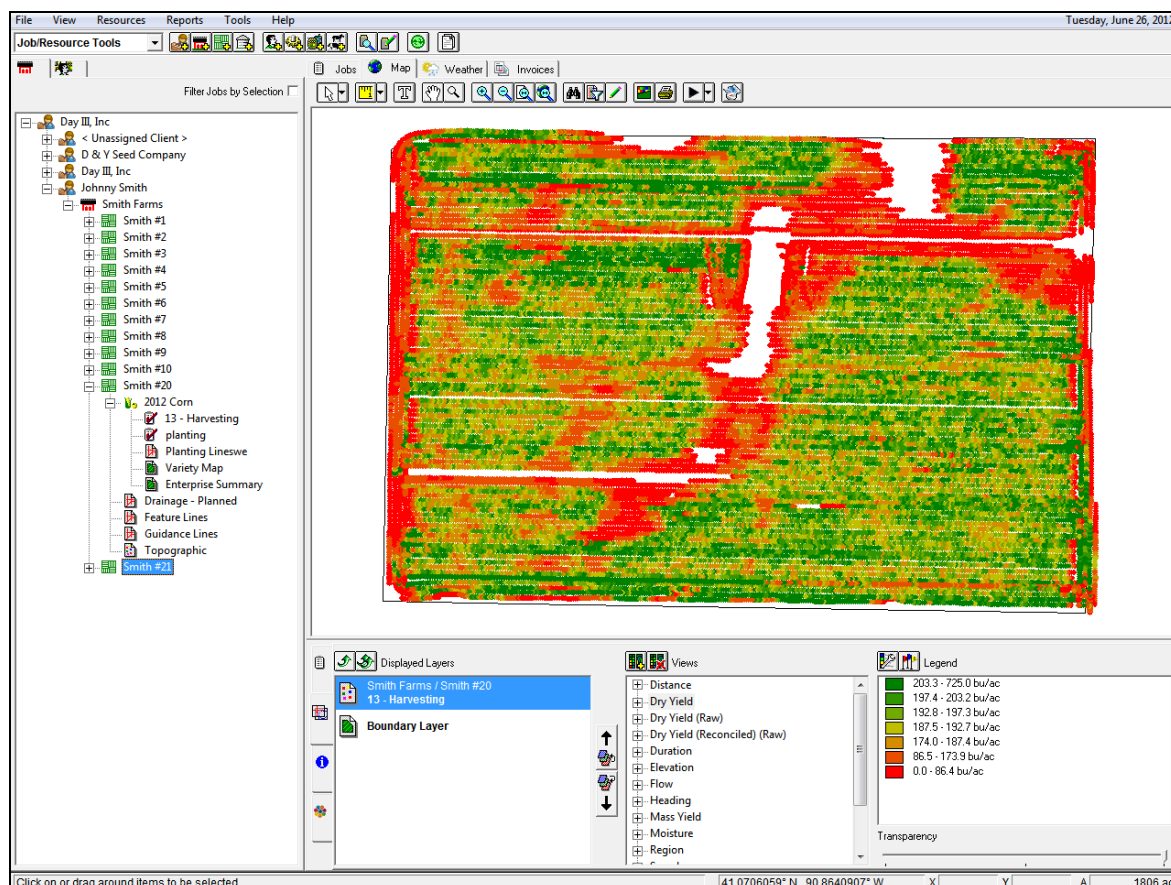 File View Resources Reports Tools Help Tuesday, June 26, 2012
Job/Resource Tools
Jobs Map Weather Invoices
Filter Jobs by Selection
Day III, Inc
< Unassigned Client >
D & Y Seed Company
Day III, Inc
Johnny Smith
Smith Farms
Smith #1
Smith #2
Smith #3
Smith #4
Smith #5
Smith #6
Smith #7
Smith #8
Smith #9
Smith #10
Smith #20
2012 Corn
13 - Harvesting
planting
Planting Lineswe
Variety Map
Enterprise Summary
Drainage - Planned
Feature Lines
Guidance Lines
Topographic
Smith #21
Displayed Layers
Smith Farms / Smith #20
13 - Harvesting
Boundary Layer
Views
Distance
Dry Yield
Dry Yield (Raw)
Dry Yield (Reconciled) (Raw)
Duration
Elevation
Flow
Heading
Mass Yield
Moisture
Region
Legend
203.3 - 725.0 bu/ac
197.4 - 203.2 bu/ac
192.8 - 197.3 bu/ac
187.5 - 192.7 bu/ac
174.0 - 187.4 bu/ac
86.5 - 173.9 bu/ac
0.0 - 86.4 bu/ac
Transparency
Click on or drag around items to be selected 41.0706059° N, 90.8640907° W X Y A 1806 ac